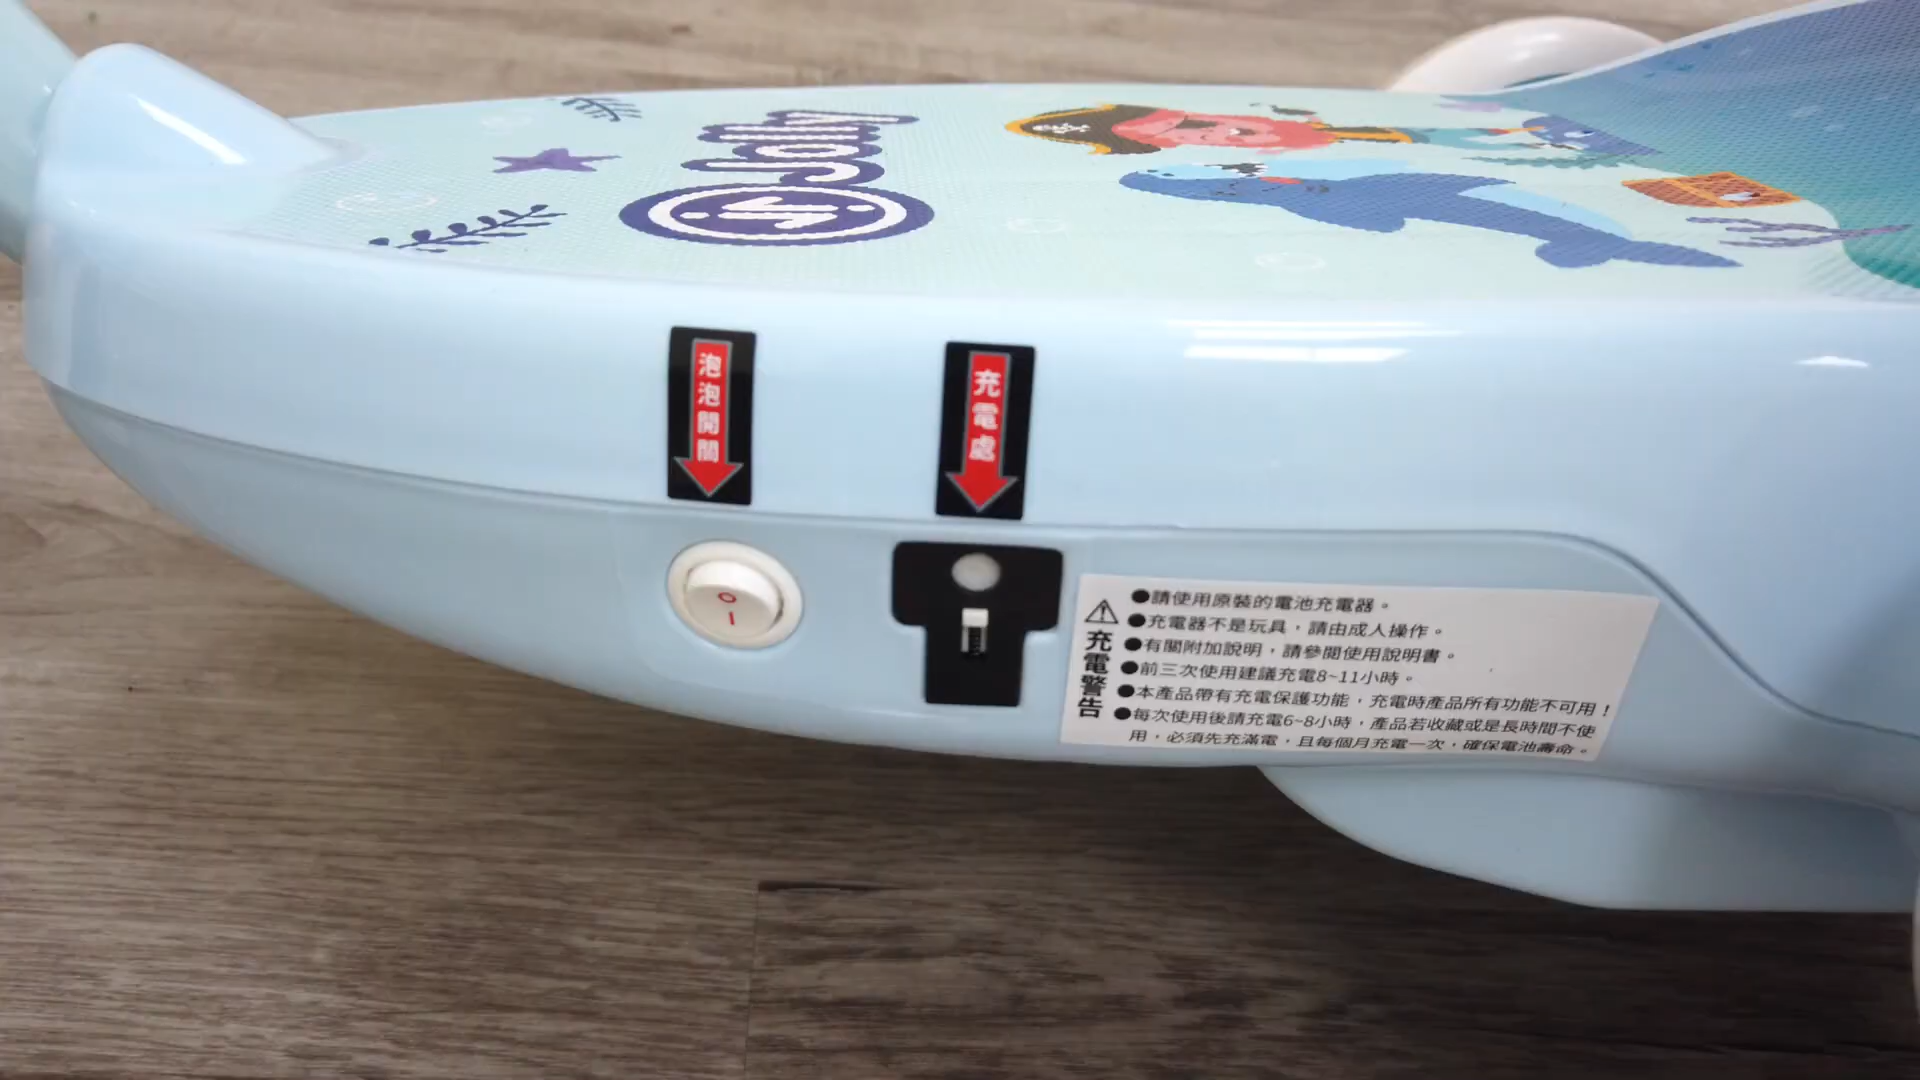 Jolly
泡泡開關
充電處
O
I
充電警告
●請使用原裝的電池充電器。
●充電器不是玩具，請由成人操作。
●有關附加說明，請參閱使用說明書。
●前三次使用建議充電8~11小時。
●本產品帶有充電保護功能，充電時產品所有功能不可用！
●每次使用後請充電6~8小時，產品若收藏或是長時間不使
用，必須先充滿電，且每個月充電一次，確保電池壽命。